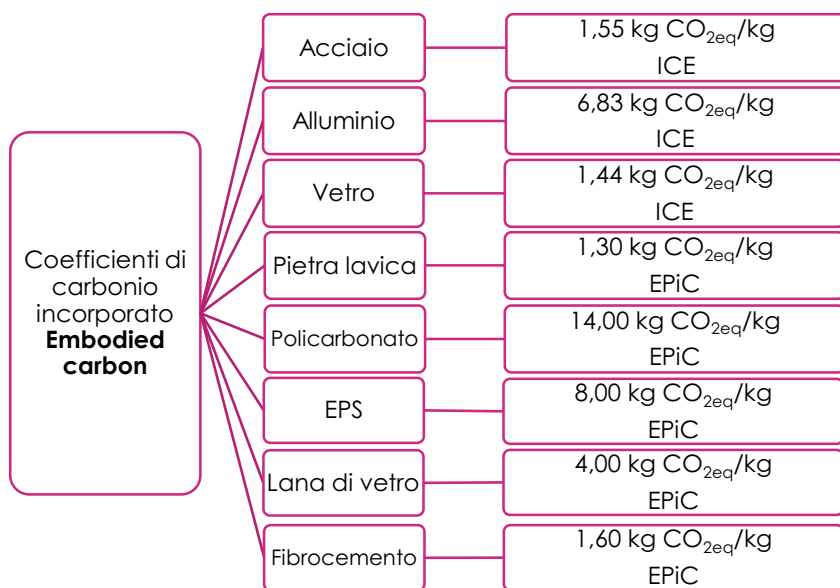 Coefficienti di
carbonio
incorporato
Embodied
carbon
Acciaio
1,55 kg CO2eq/kg
ICE
Alluminio
6,83 kg CO2eq/kg
ICE
Vetro
1,44 kg CO2eq/kg
ICE
Pietra lavica
1,30 kg CO2eq/kg
EPiC
Policarbonato
14,00 kg CO2eq/kg
EPiC
EPS
8,00 kg CO2eq/kg
EPiC
Lana di vetro
4,00 kg CO2eq/kg
EPiC
Fibrocemento
1,60 kg CO2eq/kg
EPiC